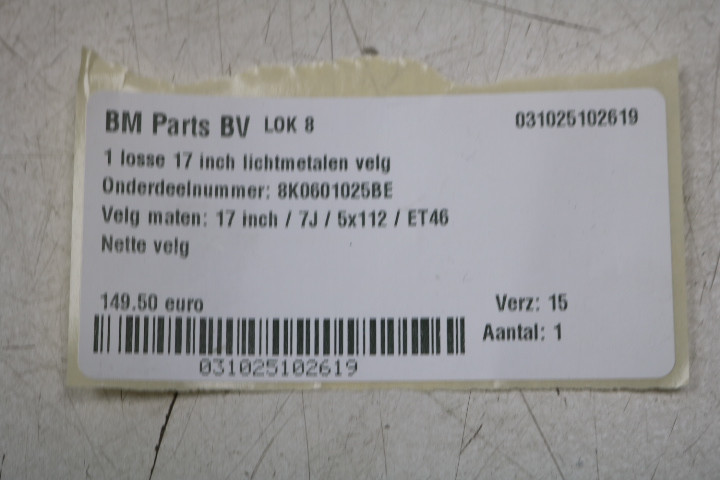 BM Parts BV LOK 8 031025102619
1 losse 17 inch lichtmetalen velg
Onderdeelnummer: 8K0601025BE
Velg maten: 17 inch / 7J / 5x112 / ET46
Nette velg
149.50 euro Verz: 15
Aantal: 1
031025102619